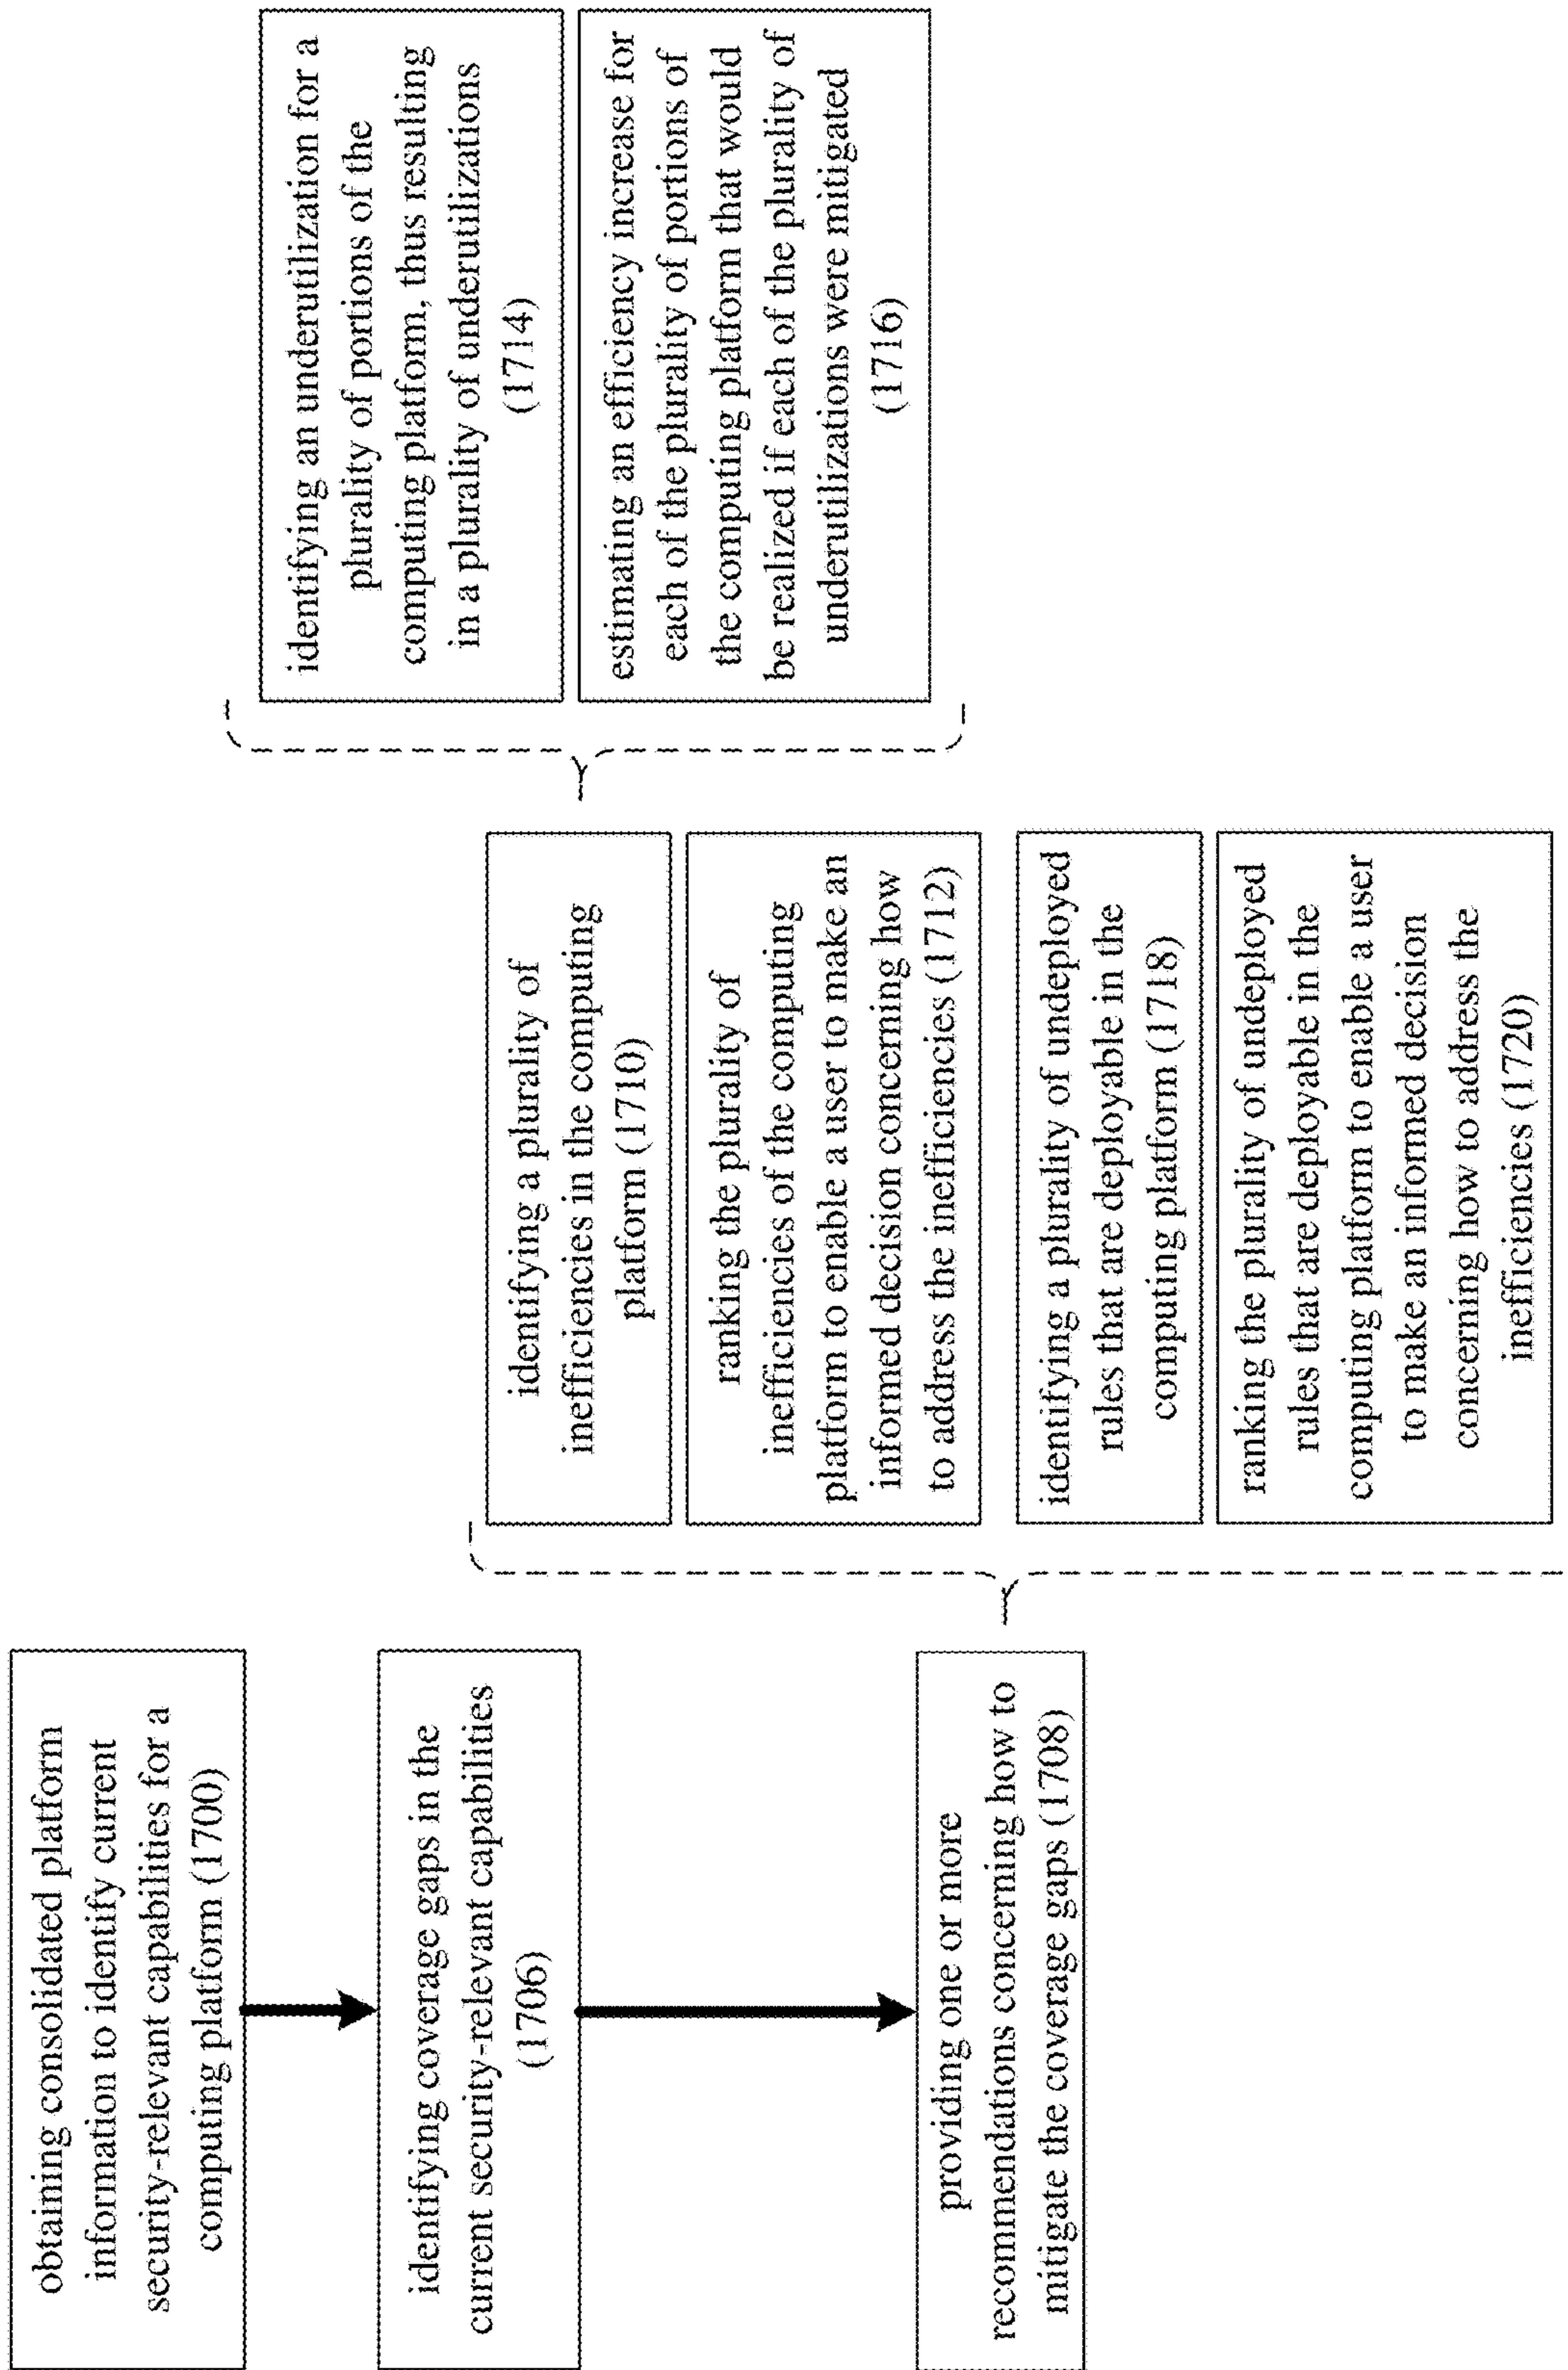 obtaining consolidated platform
information to identify current
security-relevant capabilities for a
computing platform (1700)
identifying coverage gaps in the
current security-relevant capabilities
(1706)
providing one or more
recommendations concerning how to
mitigate the coverage gaps (1708)
identifying a plurality of
inefficiencies in the computing
platform (1710)
ranking the plurality of
inefficiencies of the computing
platform to enable a user to make an
informed decision concerning how
to address the inefficiencies (1712)
identifying a plurality of undeployed
rules that are deployable in the
computing platform (1718)
ranking the plurality of undeployed
rules that are deployable in the
computing platform to enable a user
to make an informed decision
concerning how to address the
inefficiencies (1720)
identifying an underutilization for a
plurality of portions of the
computing platform, thus resulting
in a plurality of underutilizations
(1714)
estimating an efficiency increase for
each of the plurality of portions of
the computing platform that would
be realized if each of the plurality of
underutilizations were mitigated
(1716)